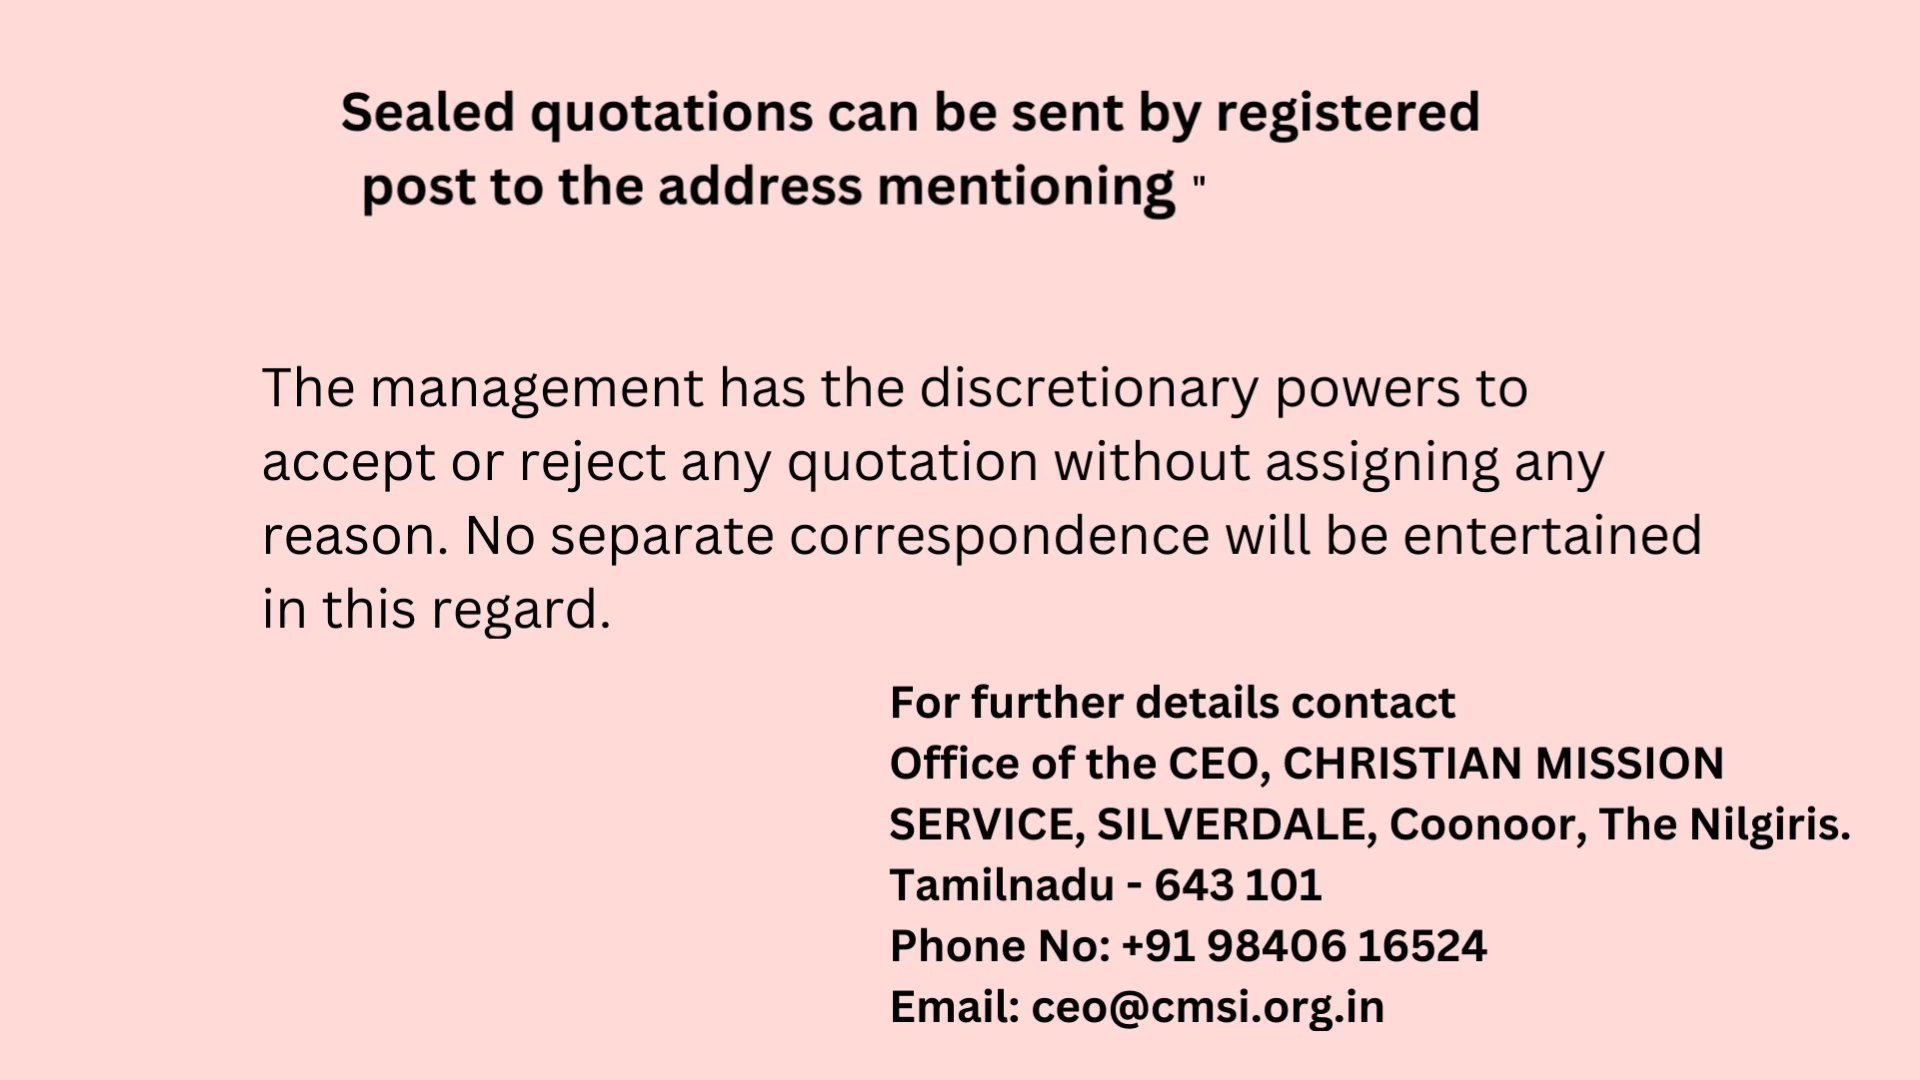 Sealed quotations can be sent by registered
post to the address mentioning "
The management has the discretionary powers to
accept or reject any quotation without assigning any
reason. No separate correspondence will be entertained
in this regard.
For further details contact
Office of the CEO, CHRISTIAN MISSION
SERVICE, SILVERDALE, Coonoor, The Nilgiris.
Tamilnadu - 643 101
Phone No: +91 98406 16524
Email: ceo@cmsi.org.in